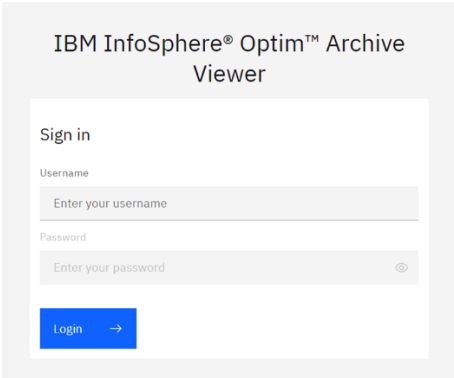 IBM InfoSphere® Optim™ Archive
Viewer
Sign in
Username
Enter your username
Password
Enter your password
Login